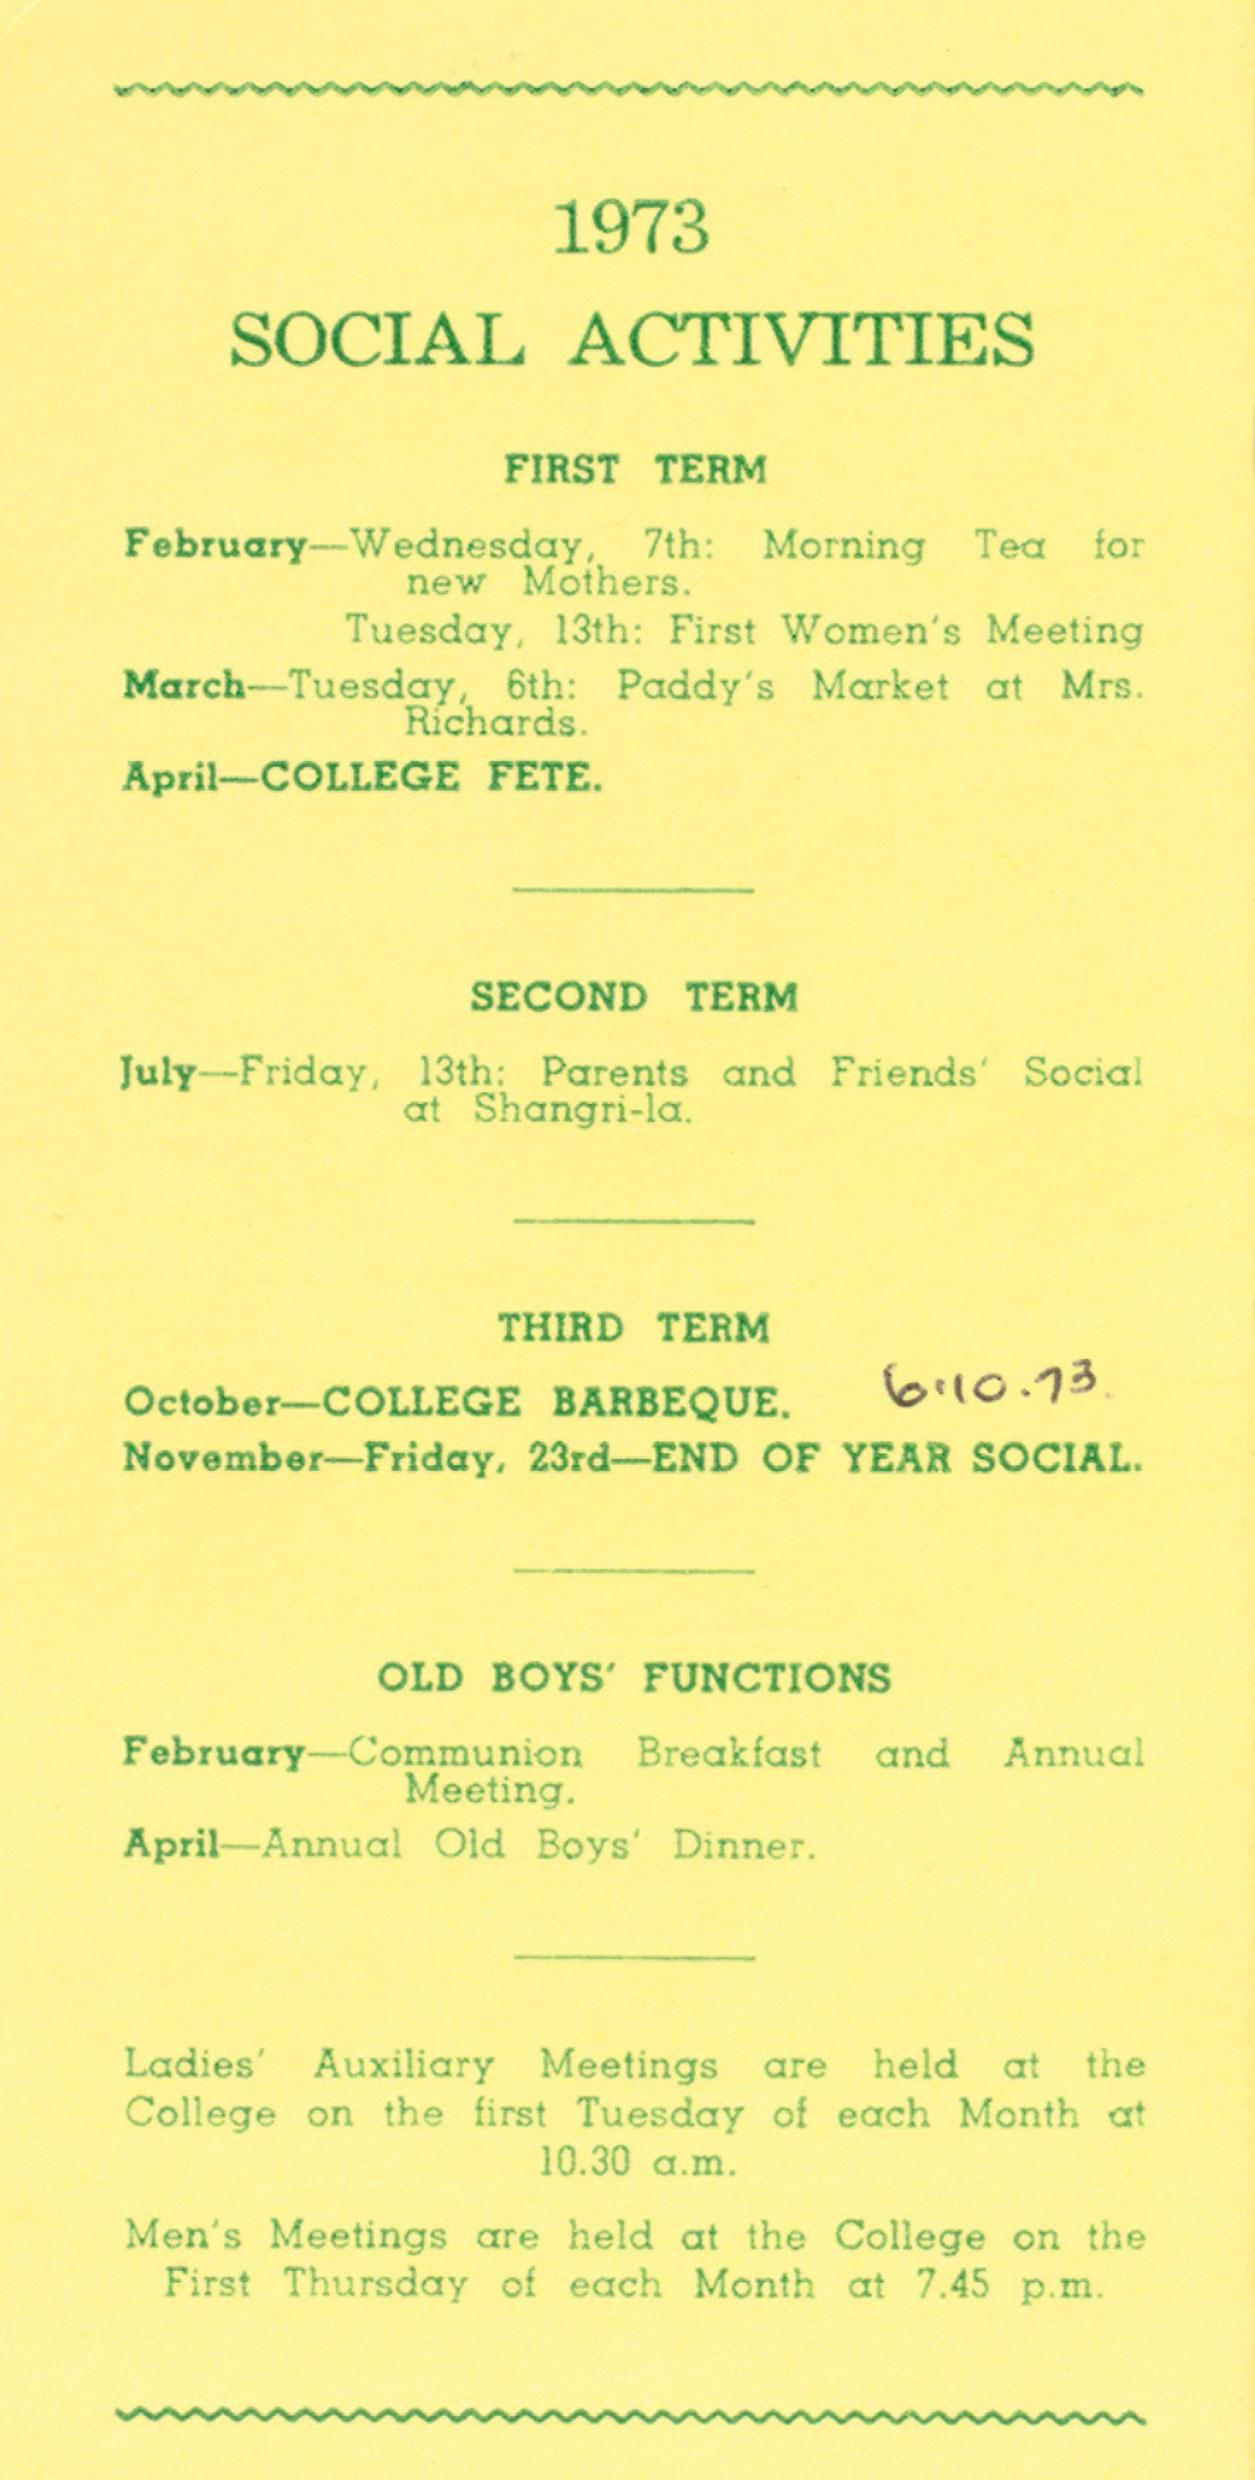 1973
SOCIAL ACTIVITIES
FIRST TERM
February—Wednesday, 7th: Morning Tea for
new Mothers.
Tuesday, 13th: First Women's Meeting
March—Tuesday, 6th: Paddy's Market at Mrs.
Richards.
April—COLLEGE FETE.
SECOND TERM
July—Friday, 13th: Parents and Friends' Social
at Shangri-la.
THIRD TERM
October—COLLEGE BARBEQUE. 6.10.73.
November—Friday, 23rd—END OF YEAR SOCIAL.
OLD BOYS' FUNCTIONS
February—Communion Breakfast and Annual
Meeting.
April—Annual Old Boys' Dinner.
Ladies' Auxiliary Meetings are held at the
College on the first Tuesday of each Month at
10.30 a.m.
Men's Meetings are held at the College on the
First Thursday of each Month at 7.45 p.m.